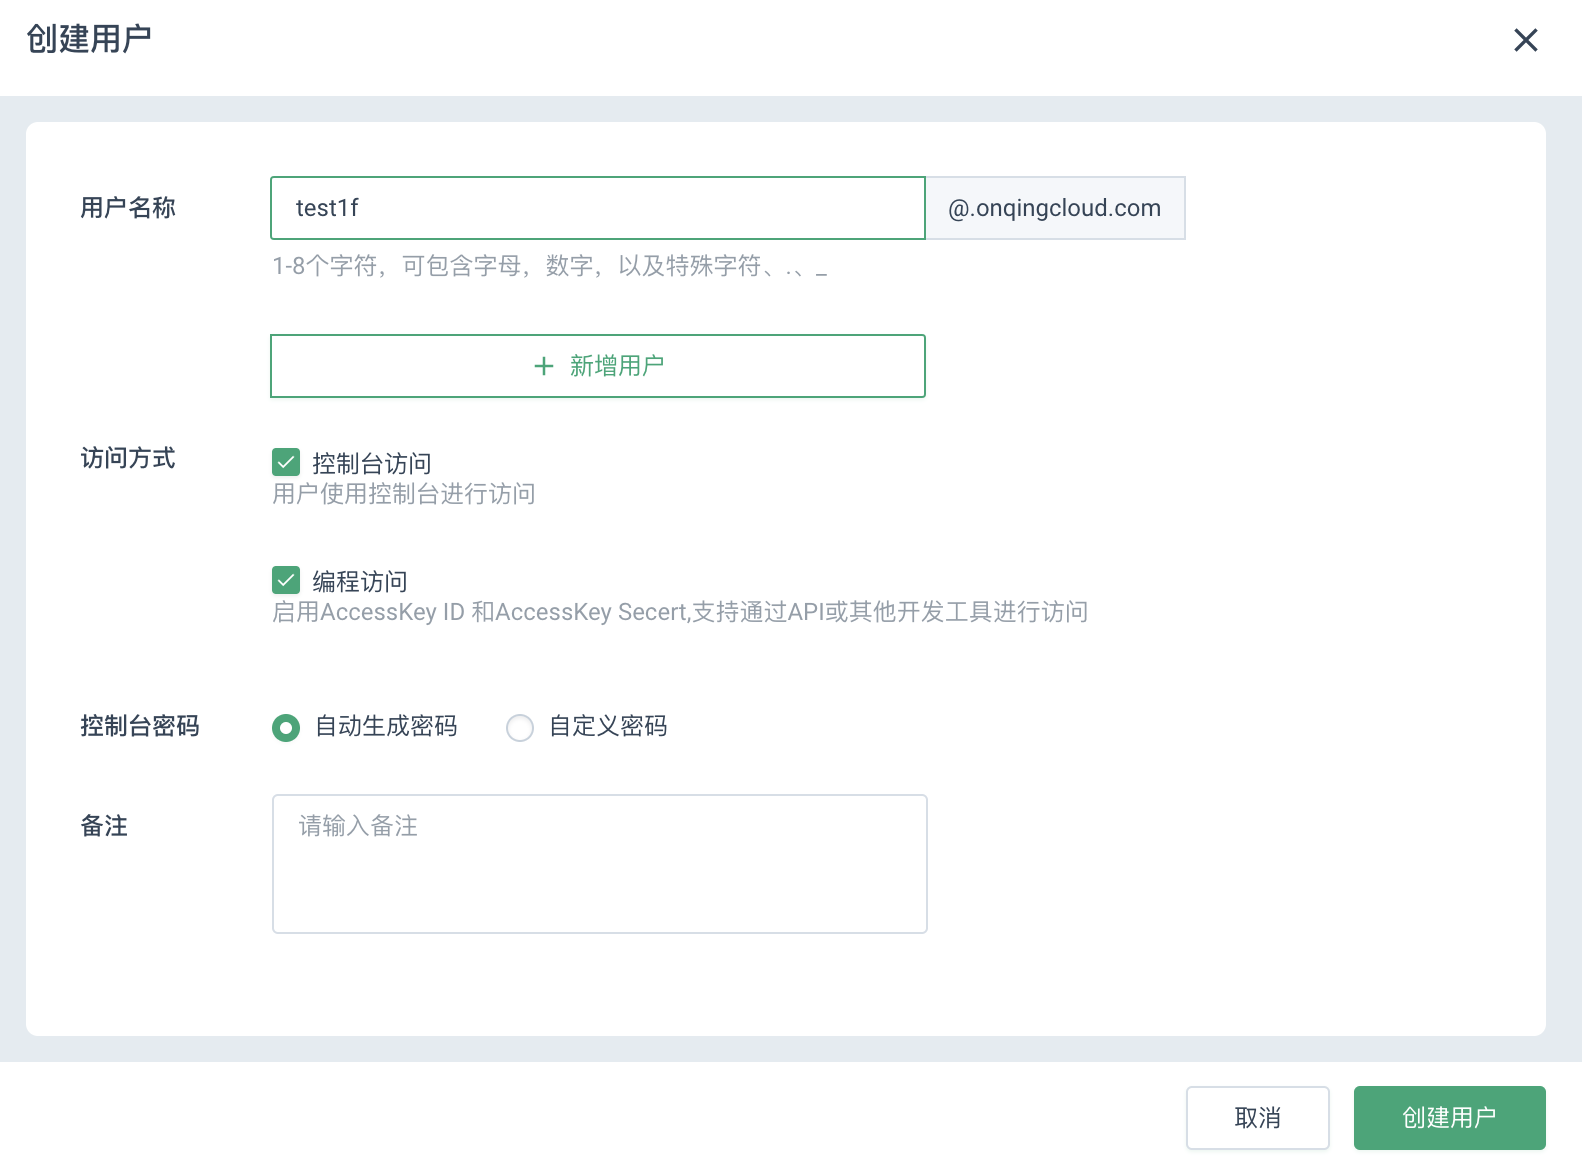 创建用户
用户名称 test1f @.onqingcloud.com
1-8个字符，可包含字母，数字，以及特殊字符、.、_
+ 新增用户
访问方式 控制台访问
用户使用控制台进行访问
编程访问
启用AccessKey ID 和AccessKey Secert,支持通过API或其他开发工具进行访问
控制台密码 自动生成密码 自定义密码
备注 请输入备注
取消 创建用户